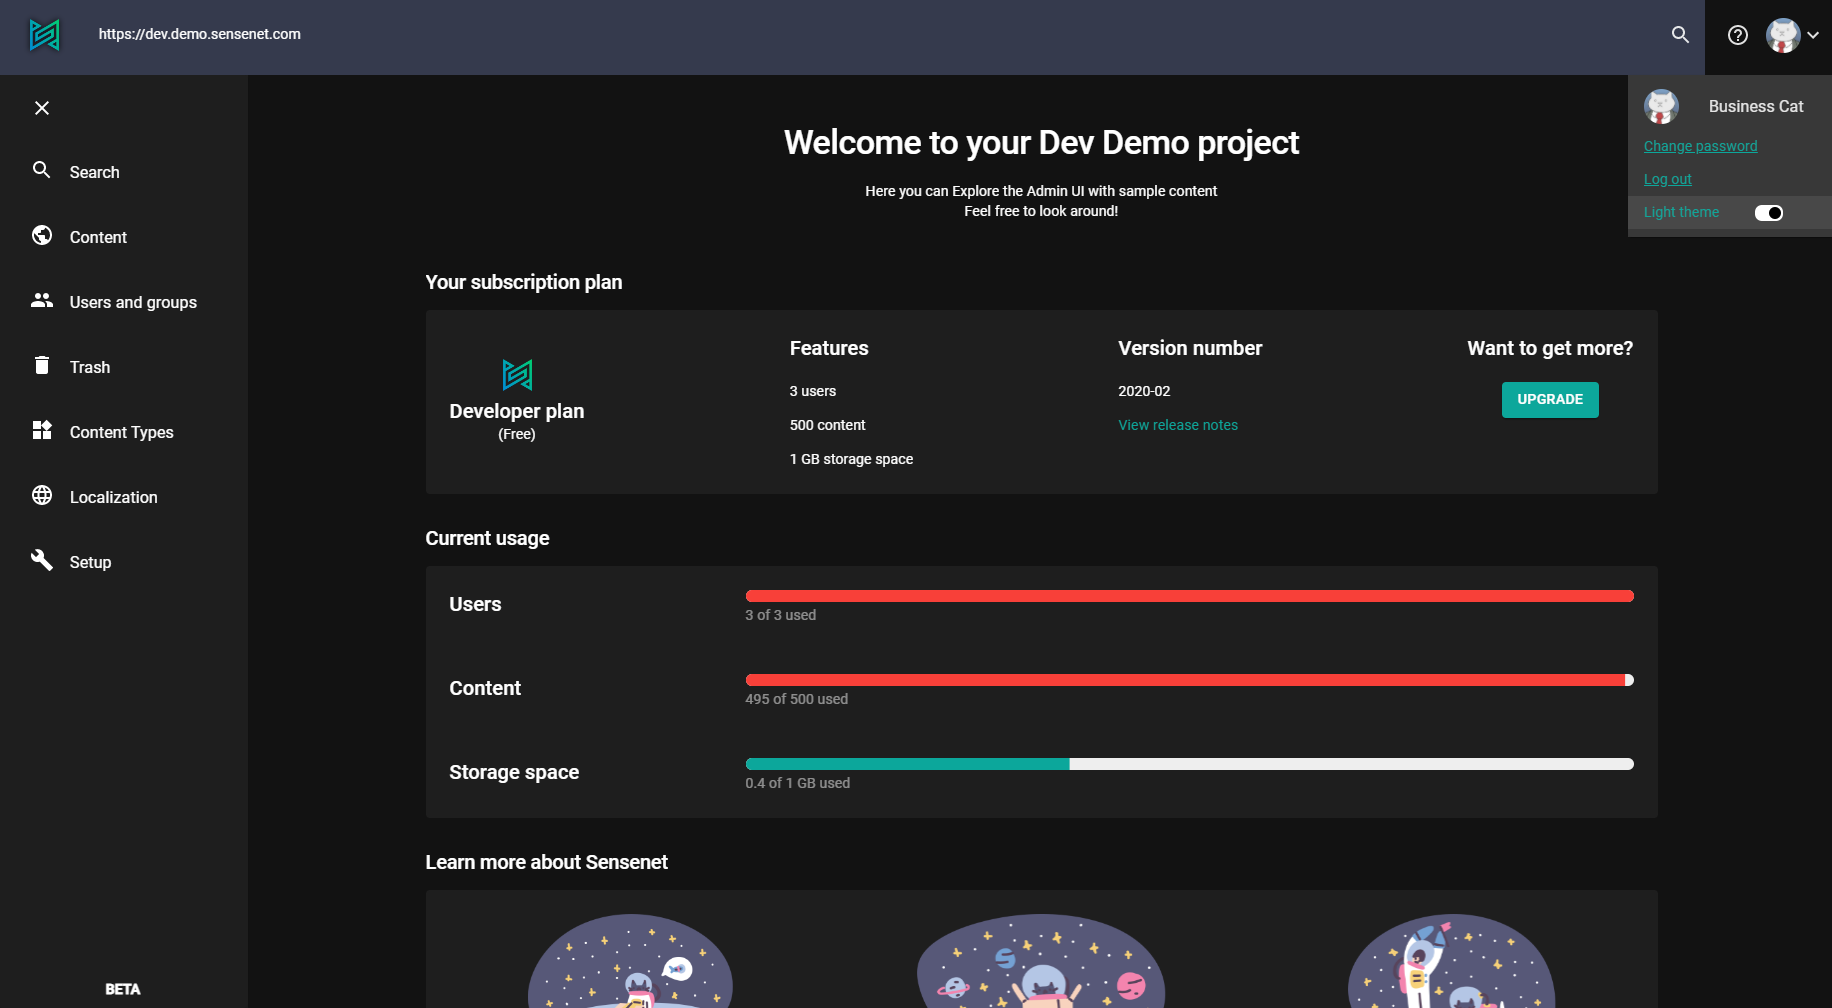 https://dev.demo.sensenet.com
Business Cat
Change password
Log out
Light theme
Search
Content
Users and groups
Trash
Content Types
Localization
Setup
BETA
Welcome to your Dev Demo project
Here you can Explore the Admin UI with sample content
Feel free to look around!
Your subscription plan
Developer plan
(Free)
Features
3 users
500 content
1 GB storage space
Version number
2020-02
View release notes
Want to get more?
UPGRADE
Current usage
Users
3 of 3 used
Content
495 of 500 used
Storage space
0.4 of 1 GB used
Learn more about Sensenet